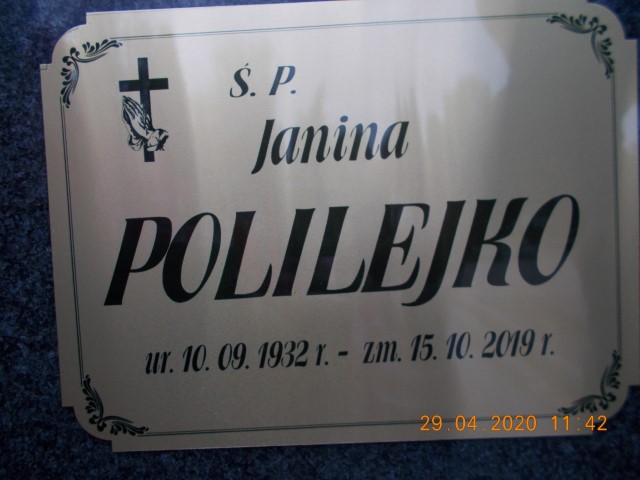 Ś. P.
Janina
POLILEJKO
ur. 10. 09. 1932 r. - zm. 15. 10. 2019 r.
29.04.2020 11:42